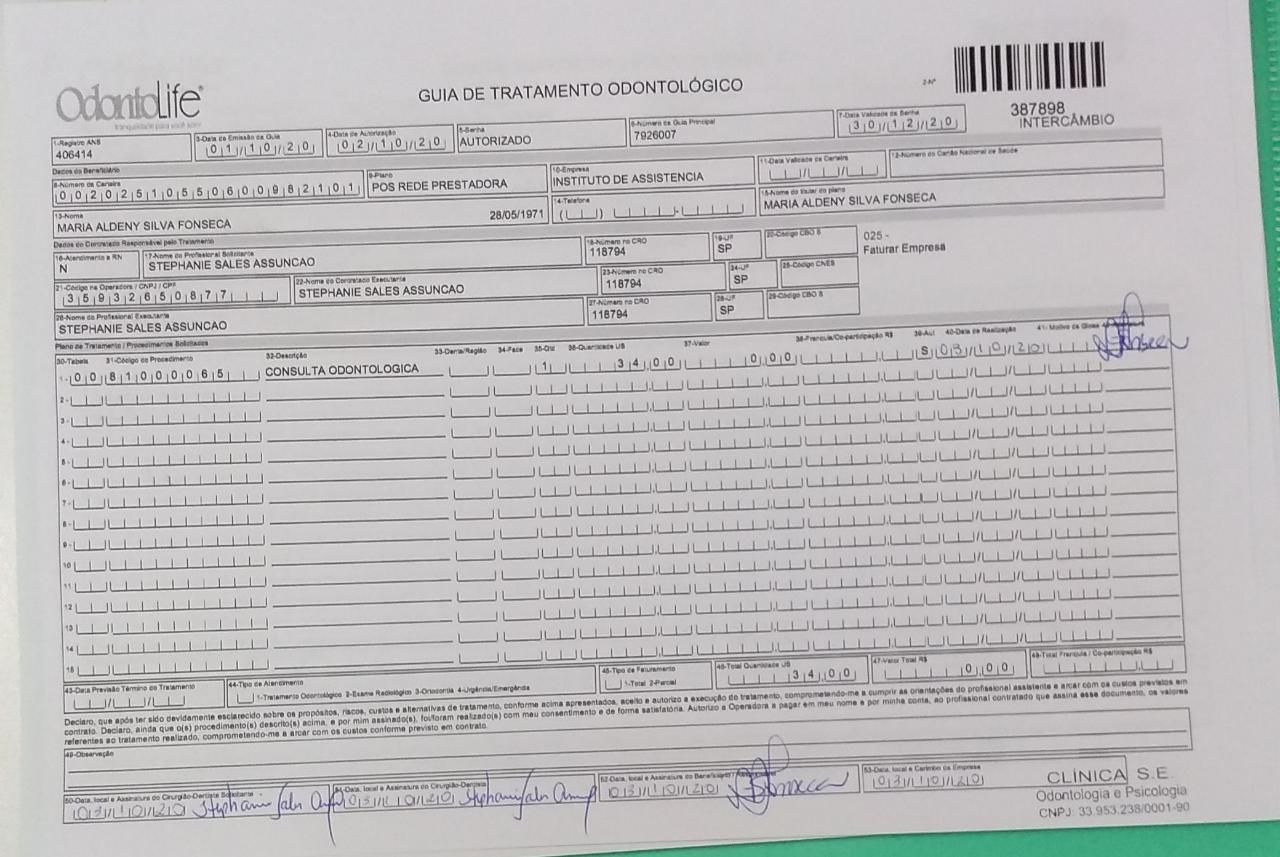 OdontoLife
tranquilidade para você sorrir
GUIA DE TRATAMENTO ODONTOLÓGICO
2-Nº
387898
INTERCÂMBIO
1-Registro ANS
406414
3-Data de Emissão da Guia
01/10/20
4-Data de Autorização
02/10/20
5-Senha
AUTORIZADO
6-Número da Guia Principal
7926007
7-Data Validade da Senha
30/12/20
Dados do Beneficiário
8-Número da Carteira
00202510550600982101
9-Plano
POS REDE PRESTADORA
10-Empresa
INSTITUTO DE ASSISTENCIA
11-Data Validade da Carteira
12-Número do Cartão Nacional de Saúde
13-Nome
MARIA ALDENY SILVA FONSECA 28/05/1971
14-Telefone
15-Nome do titular do plano
MARIA ALDENY SILVA FONSECA
Dados do Contratado Responsável pelo Tratamento
16-Atendimento a RN
N
17-Nome do Profissional Solicitante
STEPHANIE SALES ASSUNCAO
18-Número no CRO
118794
19-UF
SP
20-Código CBO S
025 -
Faturar Empresa
21-Código na Operadora / CNPJ / CPF
35932650877
22-Nome do Contratado Executante
STEPHANIE SALES ASSUNCAO
23-Número no CRO
118794
24-UF
SP
25-Código CNES
26-Nome do Profissional Executante
STEPHANIE SALES ASSUNCAO
27-Número no CRO
118794
28-UF
SP
29-Código CBO S
Plano de Tratamento / Procedimentos Solicitados
30-Tabela 31-Código do Procedimento 32-Descrição 33-Dente/Região 34-Face 35-Qtd 36-Quantidade US 37-Valor 38-Franquia/Co-participação R$ 39-Aut 40-Data de Realização 41- Motivo da Glosa
1- 00 81000065 CONSULTA ODONTOLOGICA 1 34,00 0,00 S 03/10/20
2-
3-
4-
5-
6-
7-
8-
9-
10
11
12
13
14
15
43-Data Previsão Término do Tratamento
44-Tipo de Atendimento
1-Tratamento Odontológico 2-Exame Radiológico 3-Ortodontia 4-Urgência/Emergência
45-Tipo de Faturamento
1-Total 2-Parcial
46-Total Quantidade US
34,00
47-Valor Total R$
0,00
48-Total Franquia / Co-participação R$
Declaro, que após ter sido devidamente esclarecido sobre os propósitos, riscos, custos e alternativas de tratamento, conforme acima apresentados, aceito e autorizo a execução do tratamento, comprometendo-me a cumprir as orientações do profissional assistente e arcar com os custos previstos em
contrato. Declaro, ainda que o(s) procedimento(s) descrito(s) acima, e por mim assinado(s), foi/foram realizado(s) com meu consentimento e de forma satisfatória. Autorizo a Operadora a pagar em meu nome e por minha conta, ao profissional contratado que assina esse documento, os valores
referentes ao tratamento realizado, comprometendo-me a arcar com os custos conforme previsto em contrato.
49-Observação
50-Data, local e Assinatura do Cirurgião-Dentista Solicitante
03/10/20
51-Data, local e Assinatura do Cirurgião-Dentista
03/10/20
52-Data, local e Assinatura do Beneficiário /
03/10/20
53-Data, local e Carimbo da Empresa
03/10/20
CLÍNICA S.E.
Odontologia e Psicologia
CNPJ: 33.953.238/0001-90